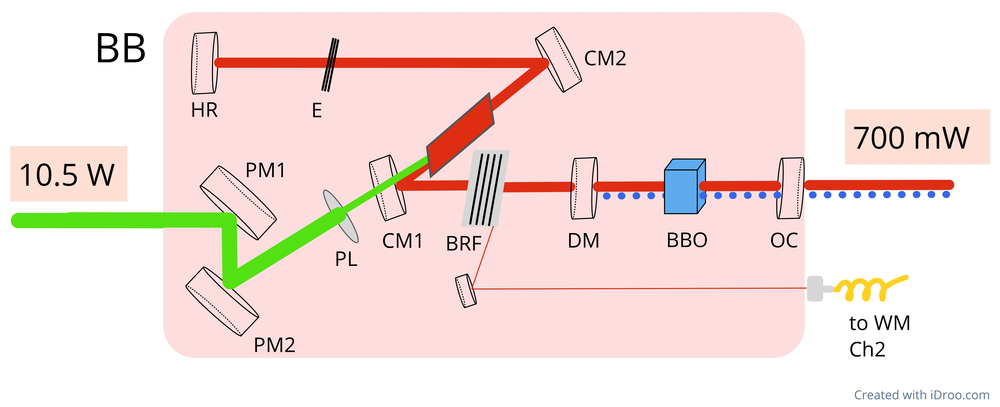 BB
CM2
HR
E
700 mW
10.5 W
PM1
PL
CM1
BRF
DM
BBO
OC
PM2
to WM
Ch2
Created with iDroo.com